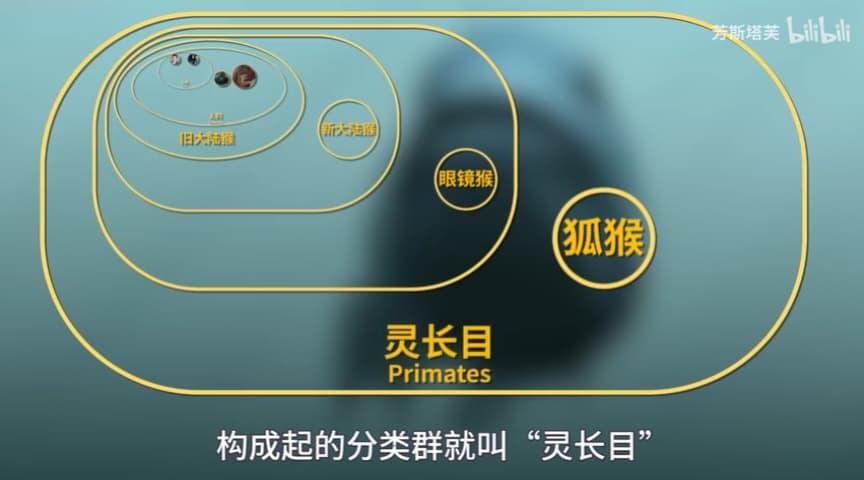 芳斯塔芙 bilibili
旧大陆猴
新大陆猴
眼镜猴
狐猴
灵长目
Primates
构成起的分类群就叫“灵长目”